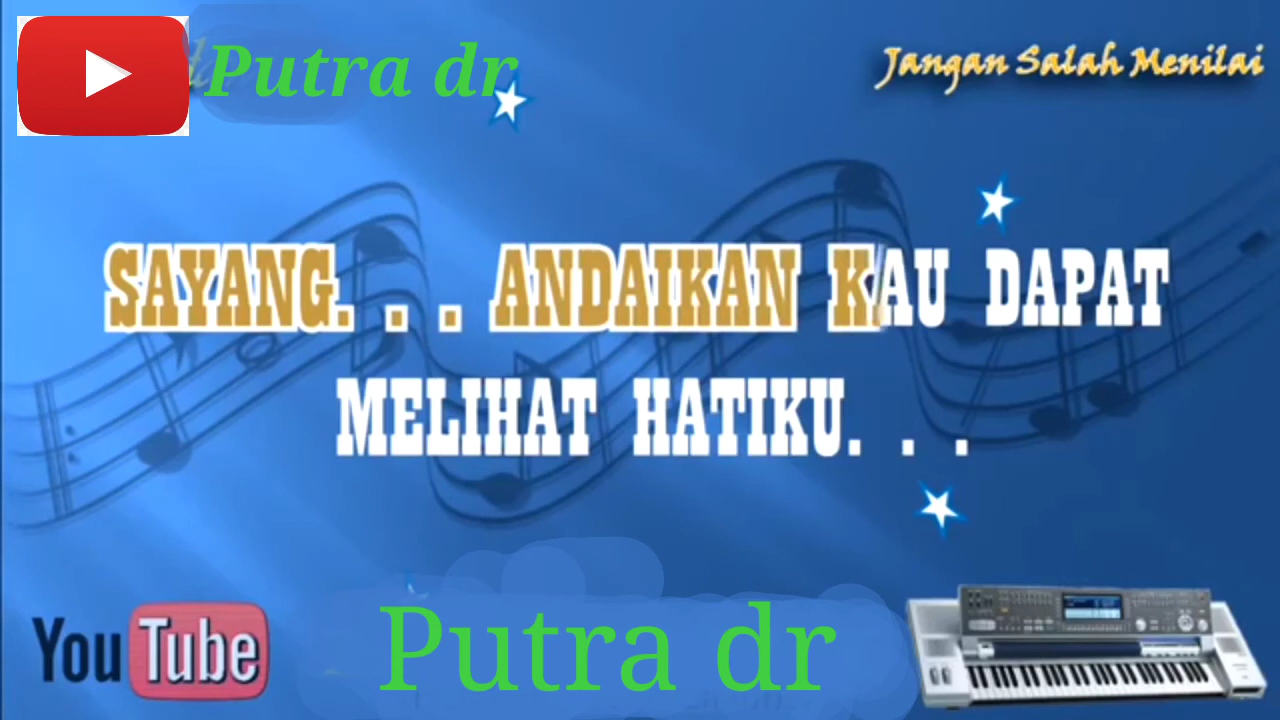 Putra dr
Jangan Salah Menilai
SAYANG. . . ANDAIKAN KAU DAPAT
MELIHAT HATIKU. . .
YouTube
Putra dr